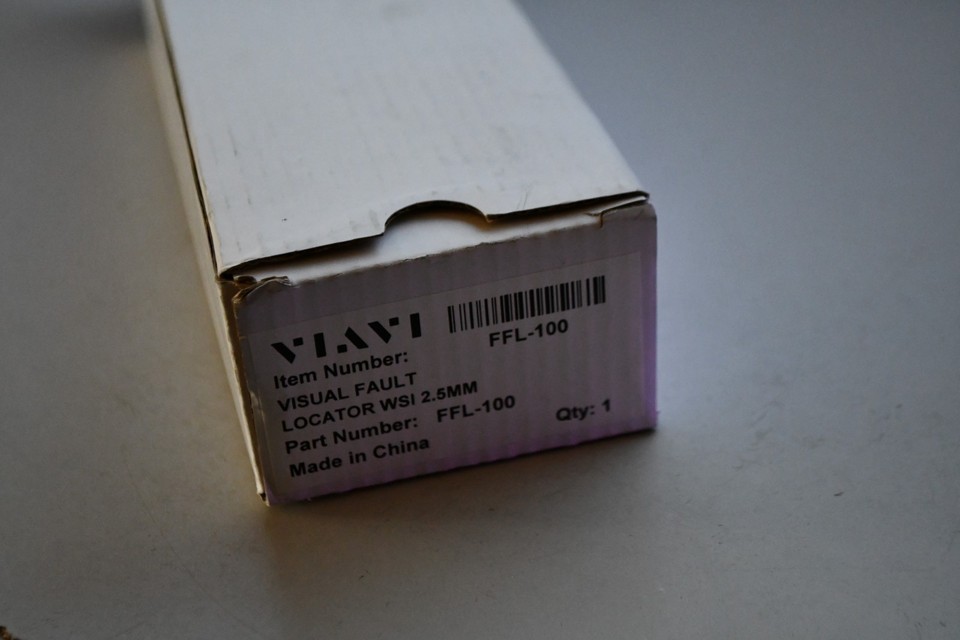 VIAVI
FFL-100
Item Number:
VISUAL FAULT
LOCATOR WSI 2.5MM
Part Number: FFL-100 Qty: 1
Made in China